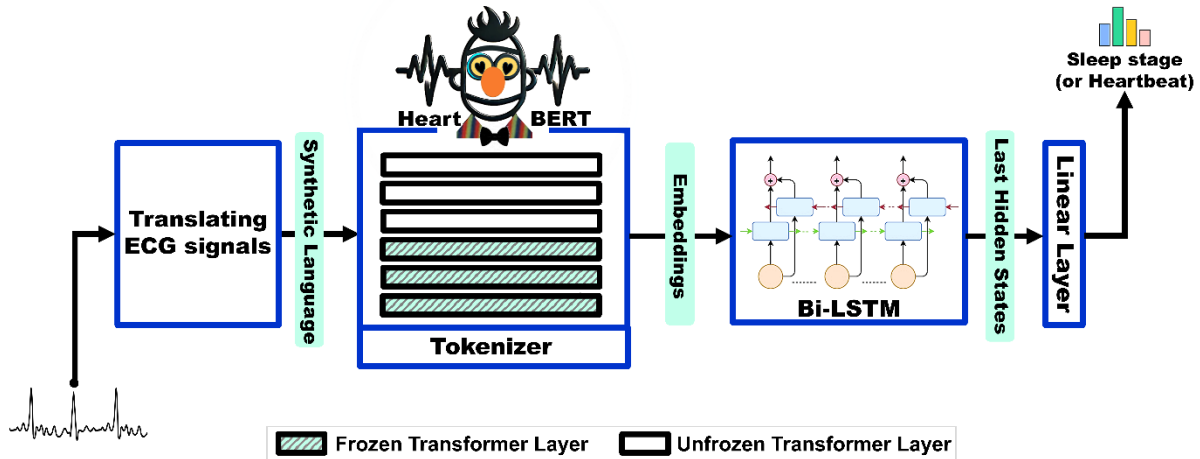 Sleep stage
(or Heartbeat)
Heart BERT
Translating
ECG signals
Synthetic Language
Tokenizer
Embeddings
+ + +
Bi-LSTM
Last Hidden States
Linear Layer
Frozen Transformer Layer
Unfrozen Transformer Layer